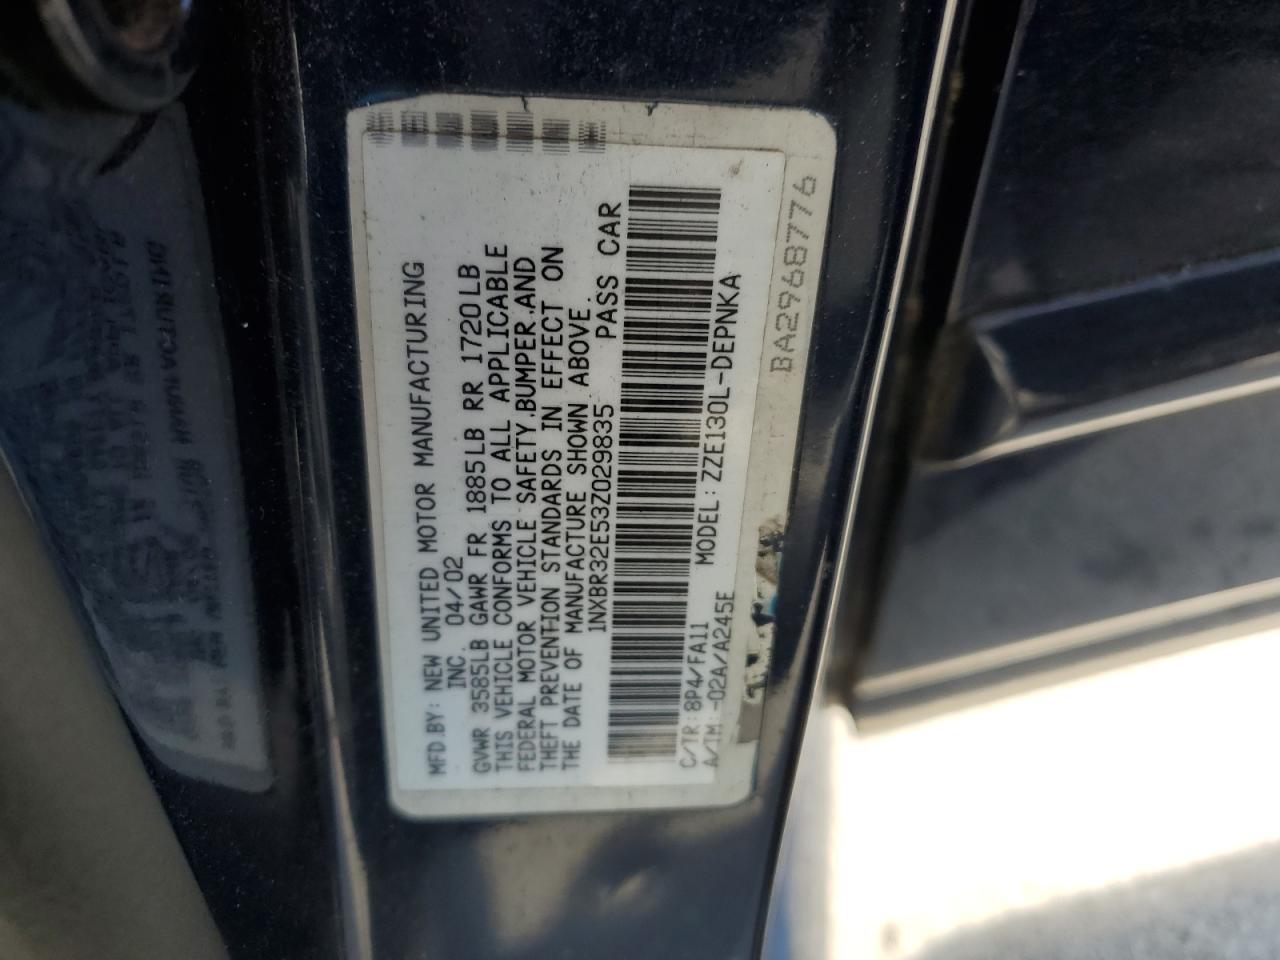 MFD.BY: NEW UNITED MOTOR MANUFACTURING
INC. 04/02
GVWR 3585LB GAWR FR 1885LB RR 1720LB
THIS VEHICLE CONFORMS TO ALL APPLICABLE
FEDERAL MOTOR VEHICLE SAFETY,BUMPER,AND
THEFT PREVENTION STANDARDS IN EFFECT ON
THE DATE OF MANUFACTURE SHOWN ABOVE.
1NXBR32E53Z029835 PASS CAR
C/TR: 8P4/FA11 MODEL: ZZE130L-DEPNKA
A/TM: -02A/A245E
BA2968776